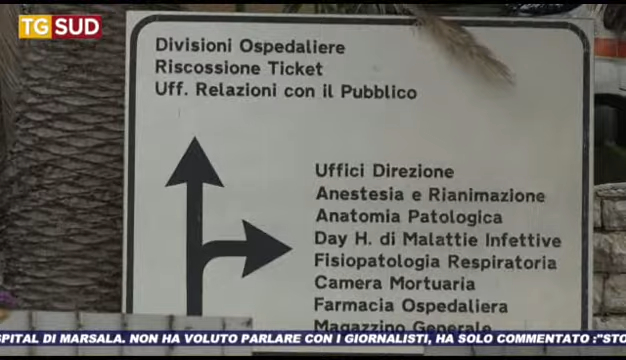 TG SUD
Divisioni Ospedaliere
Riscossione Ticket
Uff. Relazioni con il Pubblico
Uffici Direzione
Anestesia e Rianimazione
Anatomia Patologica
Day H. di Malattie Infettive
Fisiopatologia Respiratoria
Camera Mortuaria
Farmacia Ospedaliera
Magazzino Generale
SPITAL DI MARSALA. NON HA VOLUTO PARLARE CON I GIORNALISTI, HA SOLO COMMENTATO :"STO